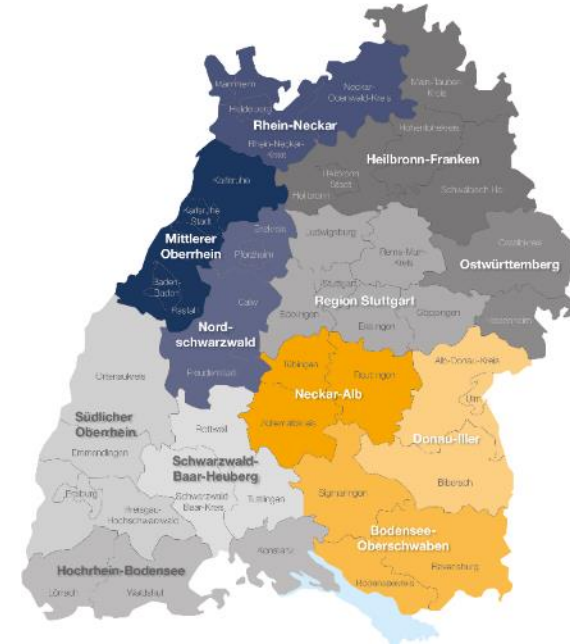 Mannheim
Neckar-
Odenwald-Kreis
Main-Tauber-
Kreis
Heidelberg
Rhein-Neckar
Rhein-Neckar-
Kreis
Hohenlohekreis
Heilbronn-Franken
Heilbronn
Stadt
Heilbronn
Schwäbisch Hall
Karlsruhe
Karlsruhe
Stadt
Mittlerer
Oberrhein
Baden-
Baden
Rastatt
Enzkreis
Pforzheim
Calw
Nord-
schwarzwald
Freudenstadt
Ludwigsburg
Rems-Murr-
Kreis
Stuttgart
Region Stuttgart
Böblingen
Esslingen
Göppingen
Ostalbkreis
Ostwürttemberg
Heidenheim
Ortenaukreis
Südlicher
Oberrhein
Emmendingen
Freiburg
Breisgau-
Hochschwarzwald
Rottweil
Schwarzwald-
Baar-Heuberg
Schwarzwald-
Baar-Kreis
Tuttlingen
Tübingen
Reutlingen
Neckar-Alb
Zollernalbkreis
Alb-Donau-Kreis
Ulm
Donau-Iller
Biberach
Sigmaringen
Bodensee-
Oberschwaben
Ravensburg
Bodenseekreis
Konstanz
Hochrhein-Bodensee
Lörrach
Waldshut